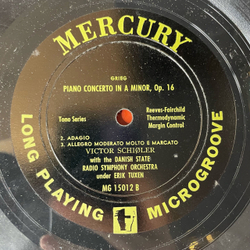 MERCURY
GRIEG
PIANO CONCERTO IN A MINOR, Op. 16
Tono Series
Reeves-Fairchild
Thermodynamic
Margin Control
2. ADAGIO
3. ALLEGRO MODERATO MOLTO E MARCATO
VICTOR SCHIØLER
with the DANISH STATE
RADIO SYMPHONY ORCHESTRA
under ERIK TUXEN
MG 15012 B
LONG PLAYING MICROGROOVE